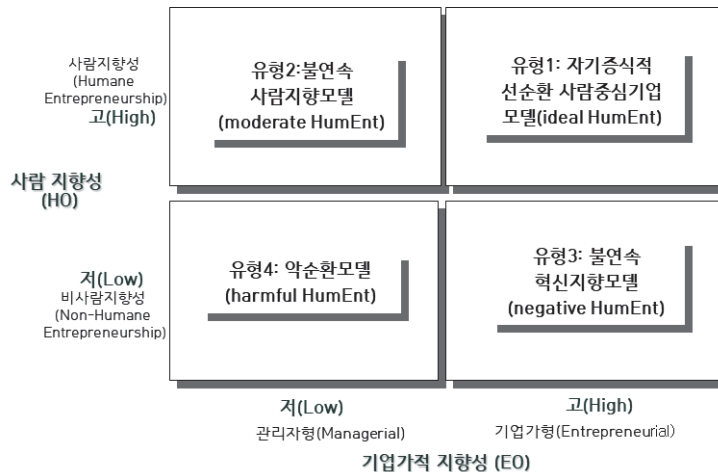 사람지향성
(Humane
Entrepreneurship)
고(High)
유형2:불연속
사람지향모델
(moderate HumEnt)
유형1: 자기증식적
선순환 사람중심기업
모델(ideal HumEnt)
사람 지향성
(HO)
저(Low)
비사람지향성
(Non-Humane
Entrepreneurship)
유형4: 악순환모델
(harmful HumEnt)
유형3: 불연속
혁신지향모델
(negative HumEnt)
저(Low)
고(High)
관리자형(Managerial)
기업가형(Entrepreneurial)
기업가적 지향성 (EO)